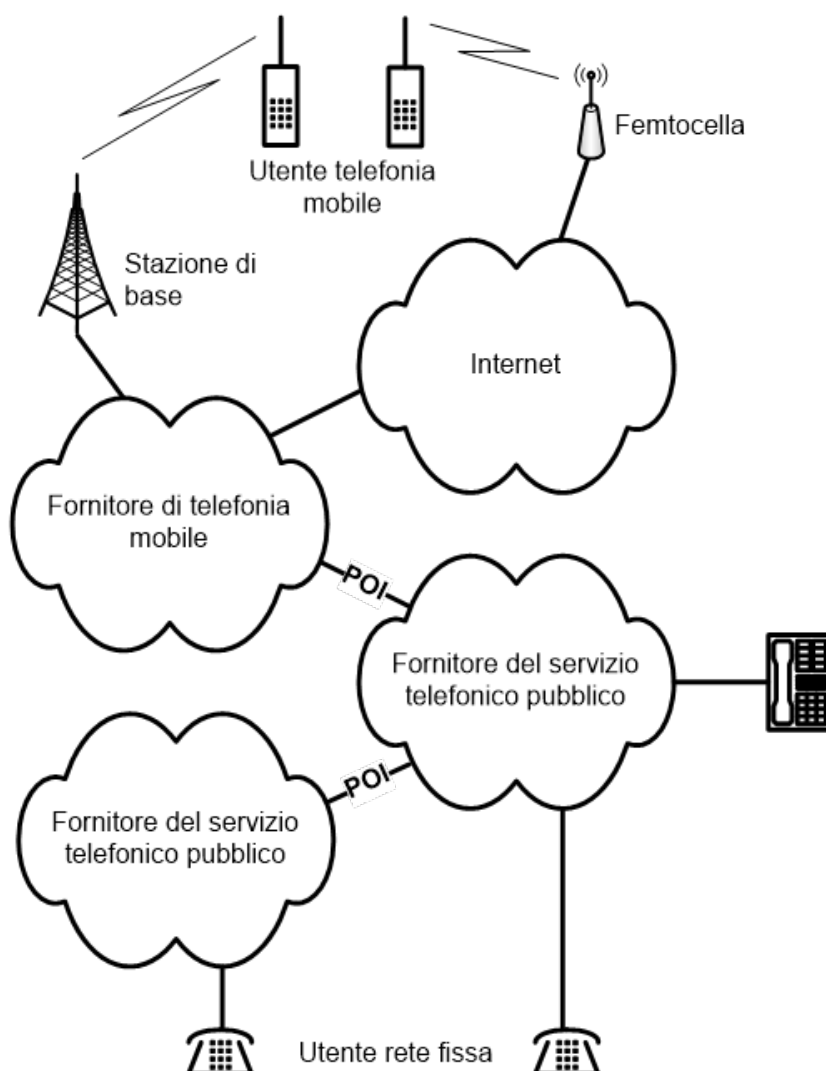 Utente telefonia
mobile
Femtocella
Stazione di
base
Internet
Fornitore di telefonia
mobile
POI
Fornitore del servizio
telefonico pubblico
POI
Fornitore del servizio
telefonico pubblico
Utente rete fissa